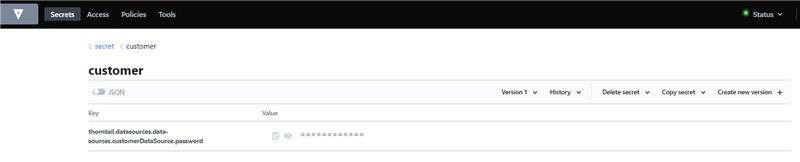 Secrets Access Policies Tools Status
secret customer
customer
JSON Version 1 History Delete secret Copy secret Create new version
Key Value
thorntail.datasources.data-
sources.customerDataSource.password